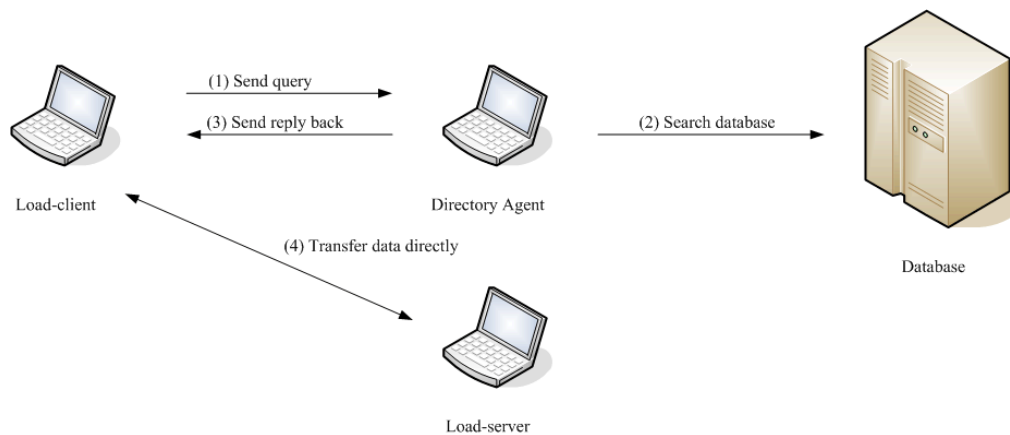 (1) Send query
(3) Send reply back
(2) Search database
Load-client
Directory Agent
(4) Transfer data directly
Database
Load-server